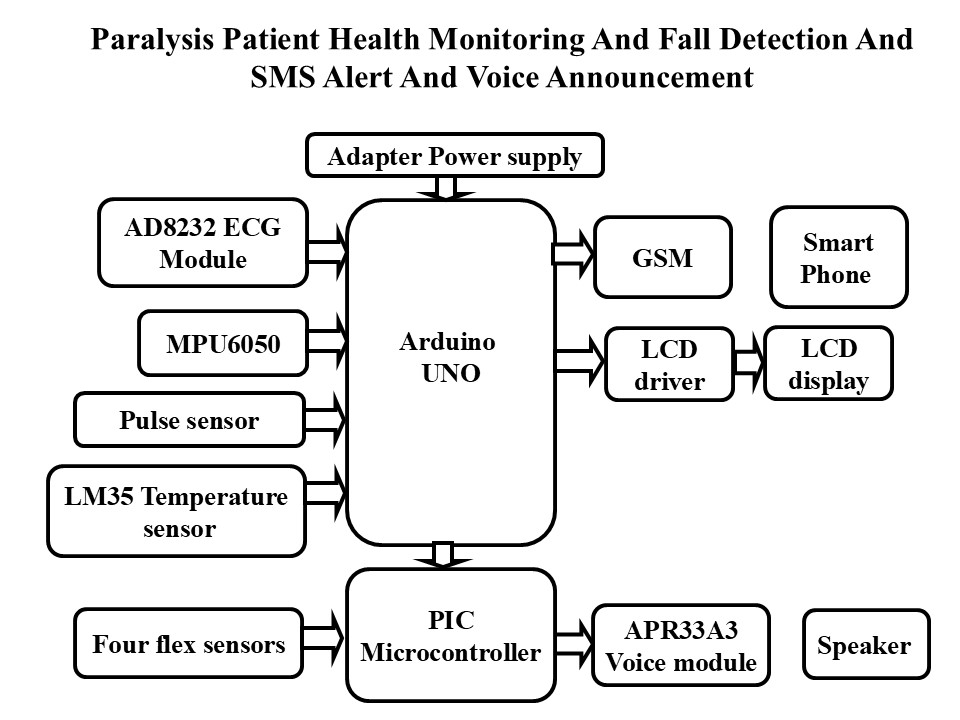 Paralysis Patient Health Monitoring And Fall Detection And
SMS Alert And Voice Announcement
Adapter Power supply
AD8232 ECG
Module
MPU6050
Pulse sensor
LM35 Temperature
sensor
Arduino
UNO
GSM
Smart
Phone
LCD
driver
LCD
display
Four flex sensors
PIC
Microcontroller
APR33A3
Voice module
Speaker